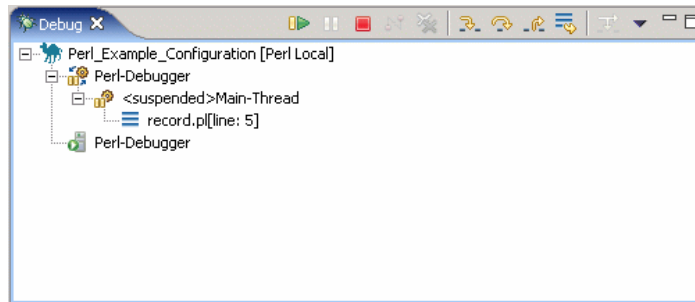 Debug
Perl_Example_Configuration [Perl Local]
Perl-Debugger
<suspended>Main-Thread
record.pl[line: 5]
Perl-Debugger